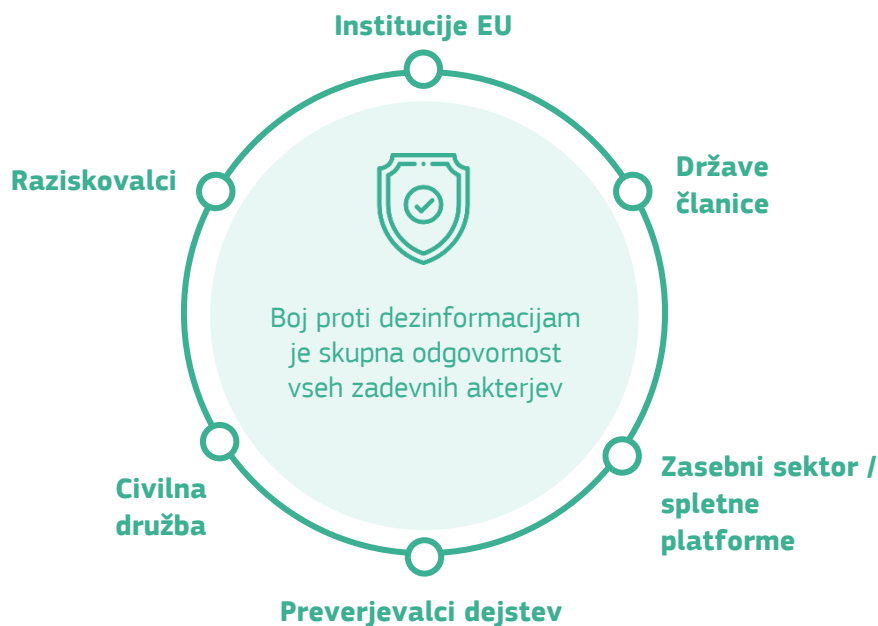 Institucije EU
Države
članice
Raziskovalci
Boj proti dezinformacijam
je skupna odgovornost
vseh zadevnih akterjev
Zasebni sektor /
spletne
platforme
Civilna
družba
Preverjevalci dejstev